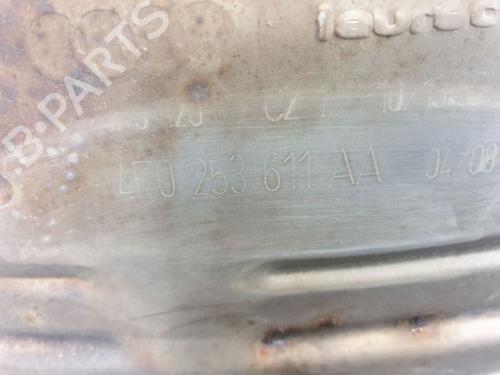 faurec
CZ
4F0 253 611 AA 04/08
B-PARTS